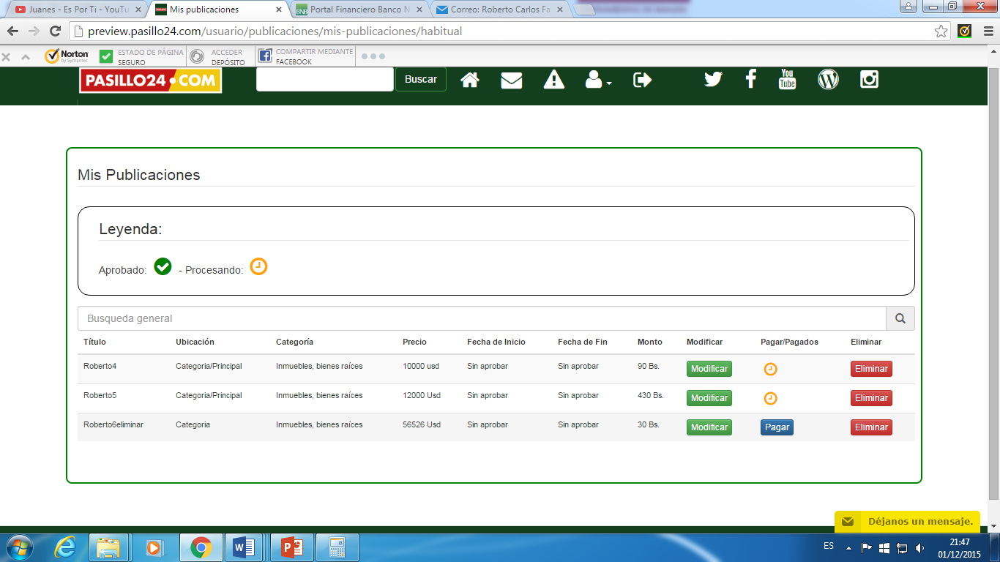 Juanes - Es Por Ti - YouTu
Mis publicaciones
Portal Financiero Banco N
Correo: Roberto Carlos Fa
preview.pasillo24.com/usuario/publicaciones/mis-publicaciones/habitual
Norton
by Symantec
ESTADO DE PÁGINA
SEGURO
ACCEDER
DEPÓSITO
COMPARTIR MEDIANTE
FACEBOOK
PASILLO24.COM
Buscar
You
Tube
Mis Publicaciones
Leyenda:
Aprobado: - Procesando:
Busqueda general
Título Ubicación Categoría Precio Fecha de Inicio Fecha de Fin Monto Modificar Pagar/Pagados Eliminar
Roberto4 Categoria/Principal Inmuebles, bienes raíces 10000 usd Sin aprobar Sin aprobar 90 Bs. Modificar Eliminar
Roberto5 Categoria/Principal Inmuebles, bienes raíces 12000 Usd Sin aprobar Sin aprobar 430 Bs. Modificar Eliminar
Roberto6eliminar Categoria Inmuebles, bienes raíces 56526 Usd Sin aprobar Sin aprobar 30 Bs. Modificar Pagar Eliminar
Déjanos un mensaje.
ES
21:47
01/12/2015